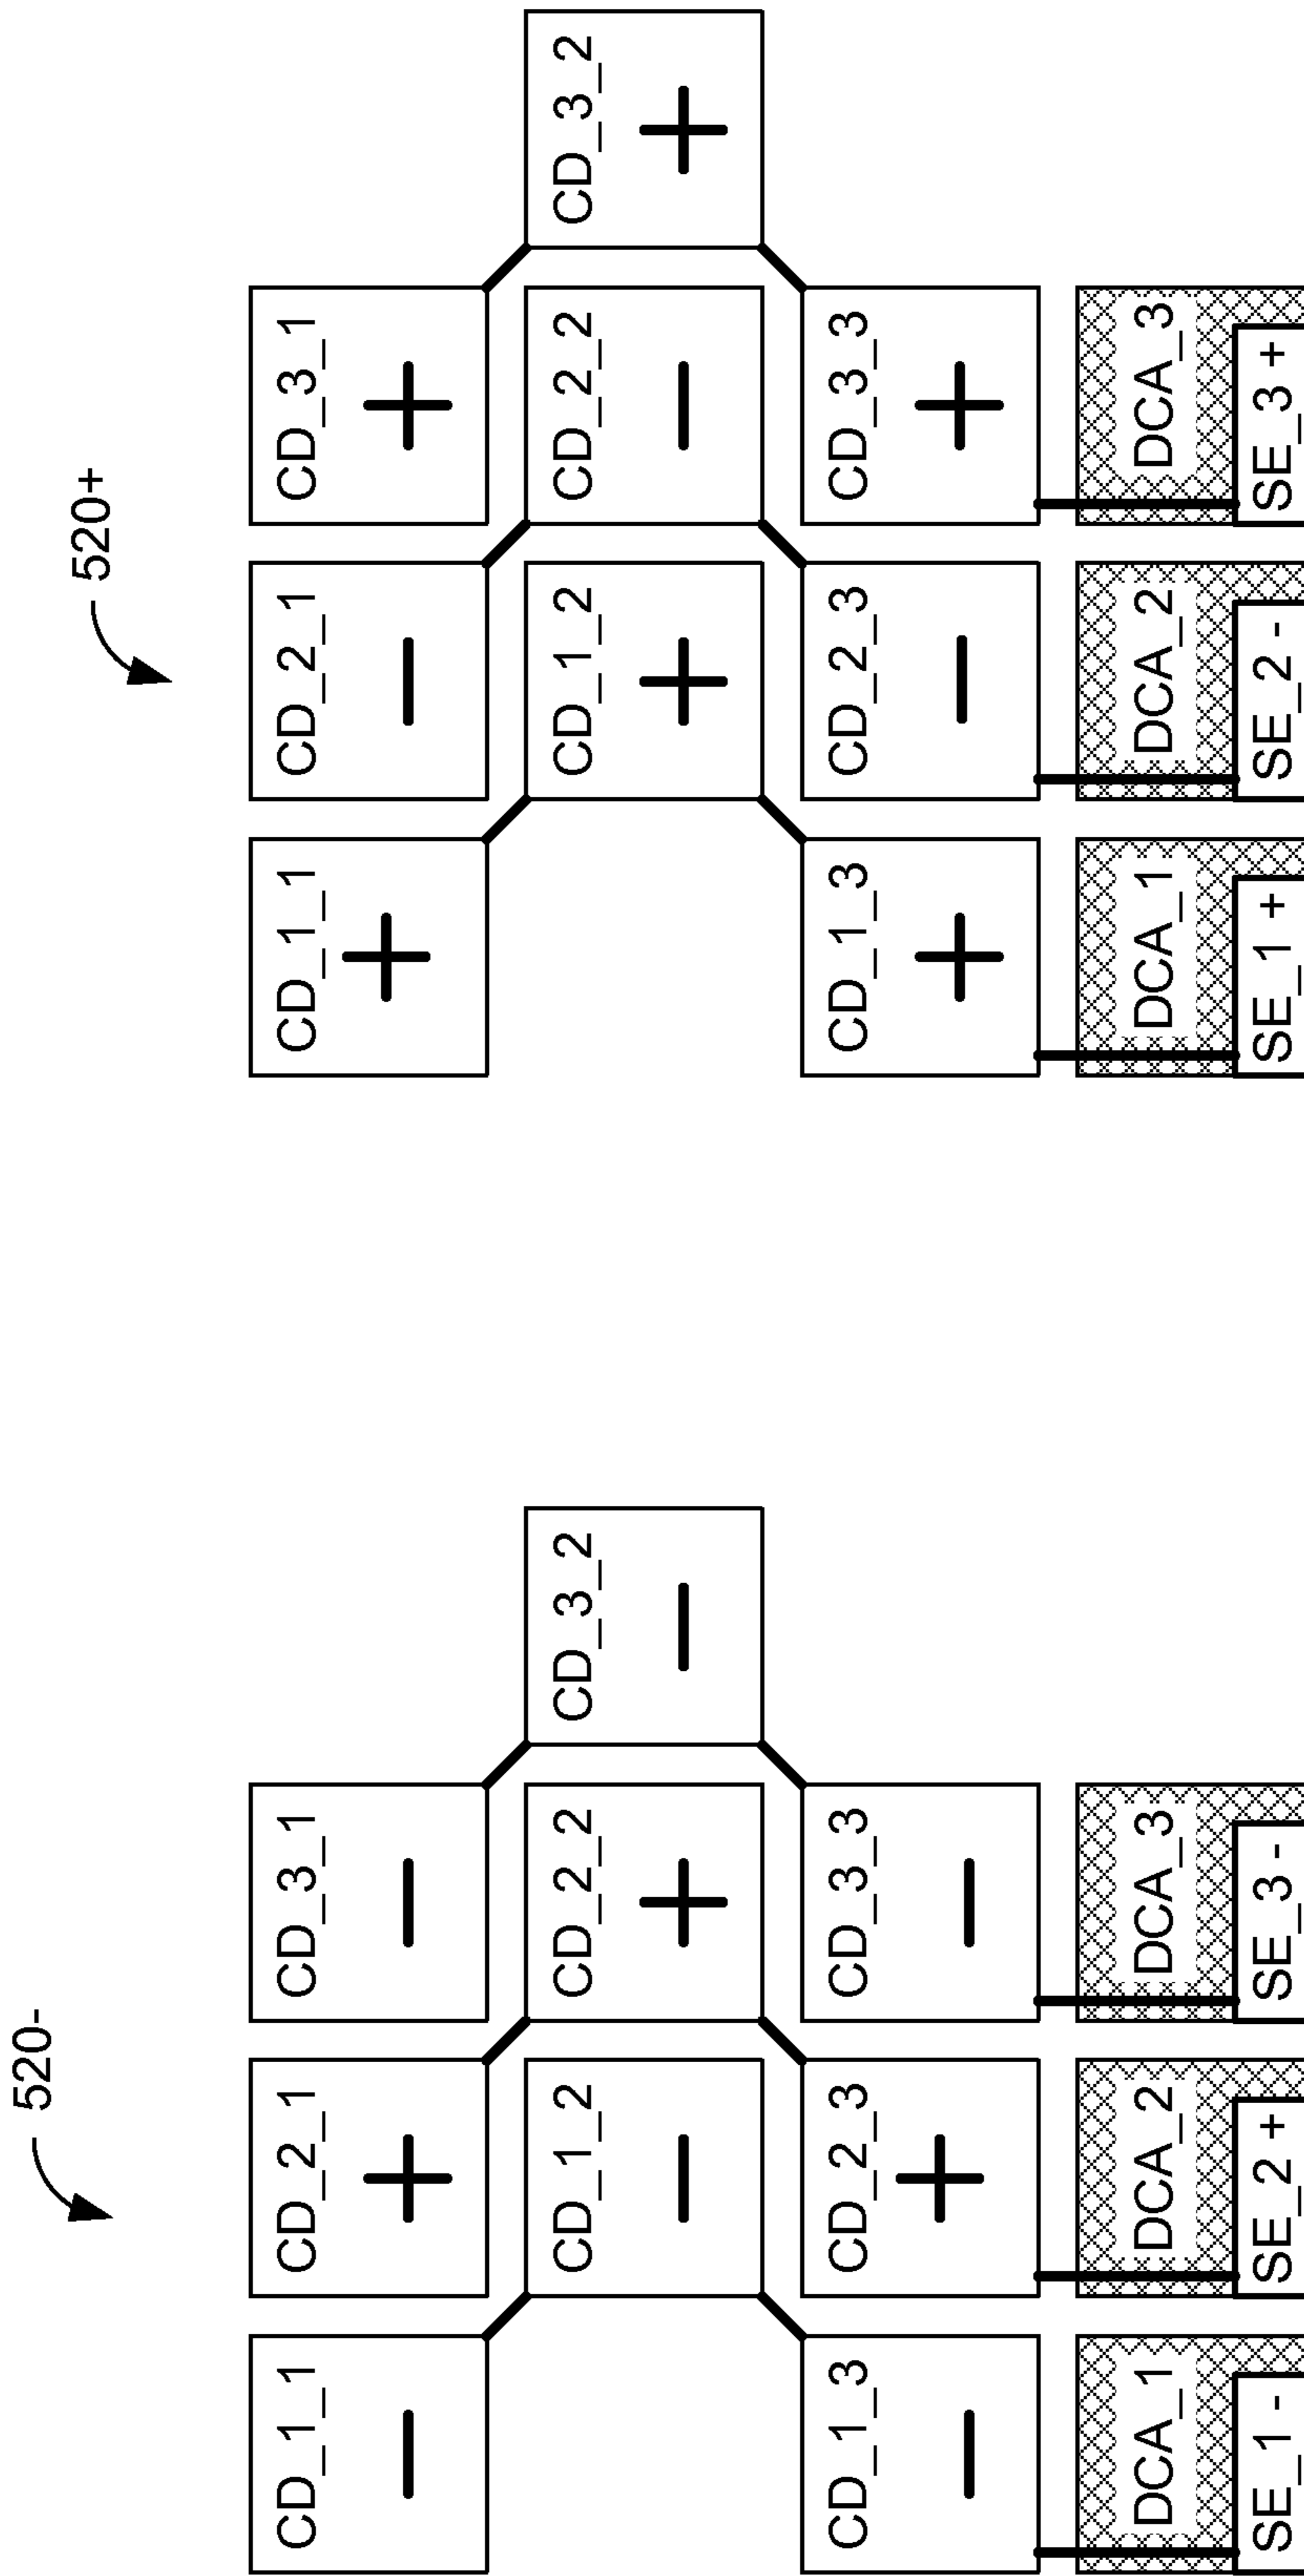 520-
CD_1_1
−
CD_2_1
+
CD_3_1
−
CD_1_2
−
CD_2_2
+
CD_3_2
−
CD_1_3
−
CD_2_3
+
CD_3_3
−
DCA_1
DCA_2
DCA_3
SE_1 -
SE_2 +
SE_3 -
520+
CD_1_1
+
CD_2_1
−
CD_3_1
+
CD_1_2
+
CD_2_2
−
CD_3_2
+
CD_1_3
+
CD_2_3
−
CD_3_3
+
DCA_1
DCA_2
DCA_3
SE_1 +
SE_2 -
SE_3 +